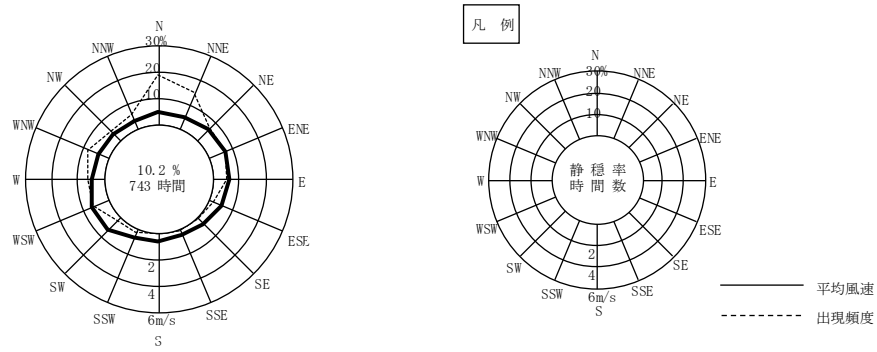 N
30%
NNW
NNE
20
NW
NE
10
WNW
ENE
10.2 %
743 時間
W
E
WSW
ESE
2
SW
SE
4
SSW
SSE
6m/s
S
凡 例
N
30%
NNW
NNE
20
NW
NE
10
WNW
ENE
静 穏 率
時 間 数
W
E
WSW
ESE
2
SW
SE
4
SSW
SSE
6m/s
S
平均風速
出現頻度